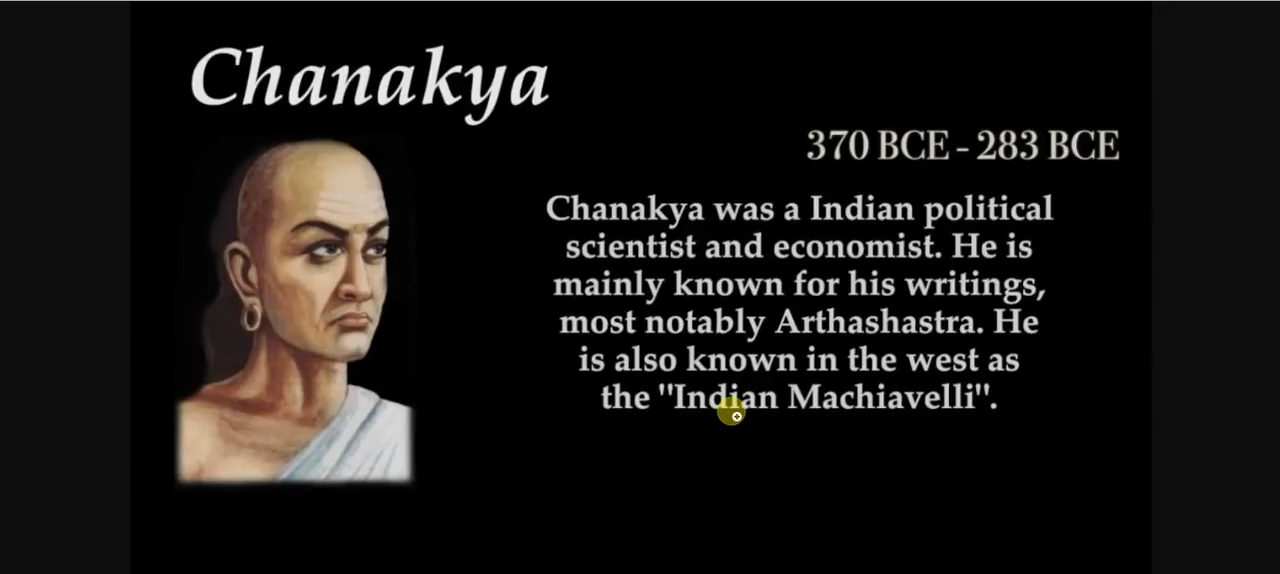 Chanakya
370 BCE - 283 BCE
Chanakya was a Indian political
scientist and economist. He is
mainly known for his writings,
most notably Arthashastra. He
is also known in the west as
the "Indian Machiavelli".